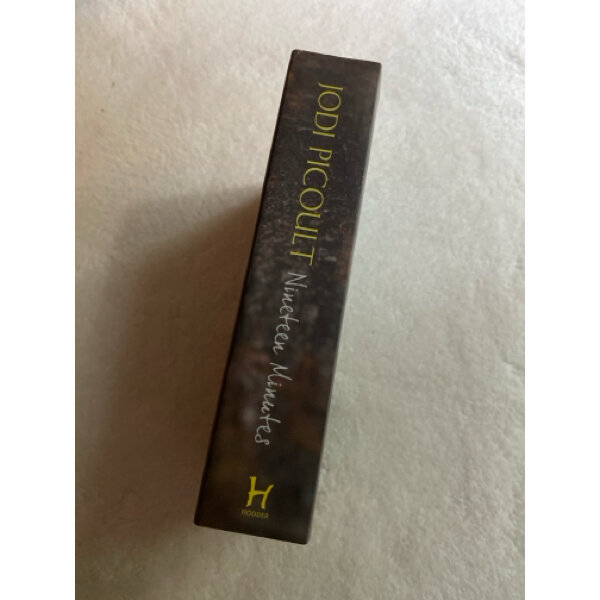 JODI PICOULT
Nineteen Minutes
H
HODDER